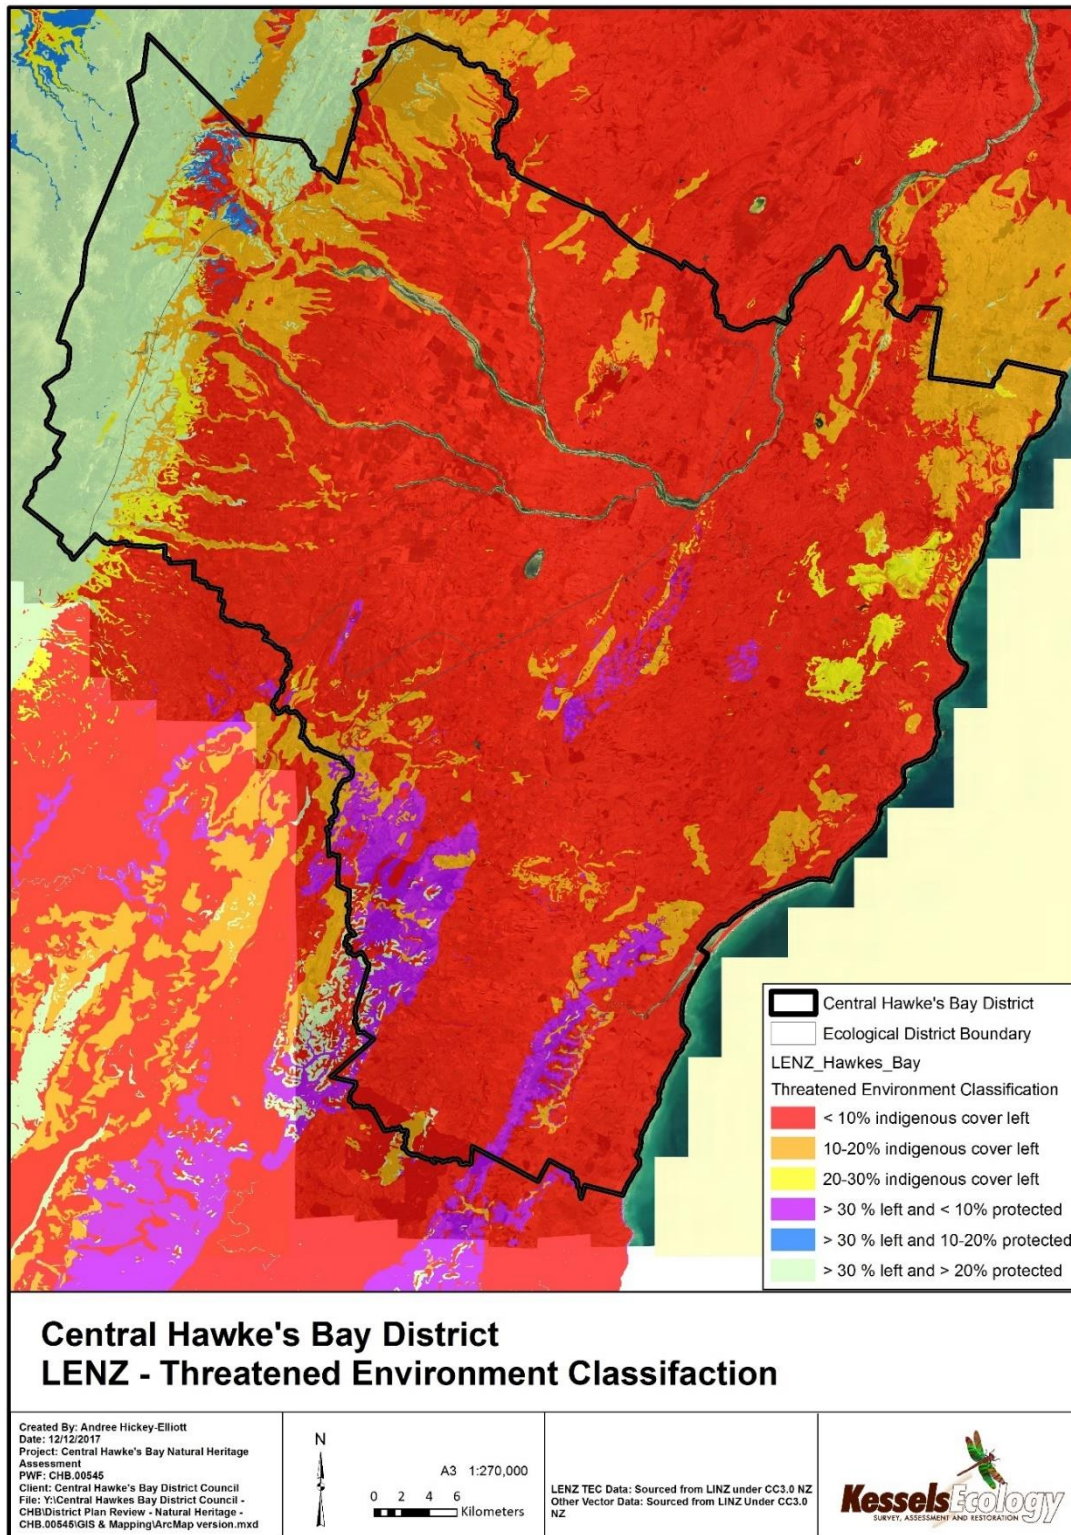 Central Hawke's Bay District
Ecological District Boundary
LENZ_Hawkes_Bay
Threatened Environment Classification
< 10% indigenous cover left
10-20% indigenous cover left
20-30% indigenous cover left
> 30 % left and < 10% protected
> 30 % left and 10-20% protected
> 30 % left and > 20% protected
Central Hawke's Bay District
LENZ - Threatened Environment Classifaction
Created By: Andree Hickey-Elliott
Date: 12/12/2017
Project: Central Hawke's Bay Natural Heritage
Assessment
PWF: CHB.00545
Client: Central Hawke's Bay District Council
File: Y:\Central Hawkes Bay District Council -
CHB\District Plan Review - Natural Heritage -
CHB.00545\GIS & Mapping\ArcMap version.mxd
N
A3 1:270,000
0 2 4 6
Kilometers
LENZ TEC Data: Sourced from LINZ under CC3.0 NZ
Other Vector Data: Sourced from LINZ Under CC3.0
NZ
KesselsEcology
SURVEY, ASSESSMENT AND RESTORATION